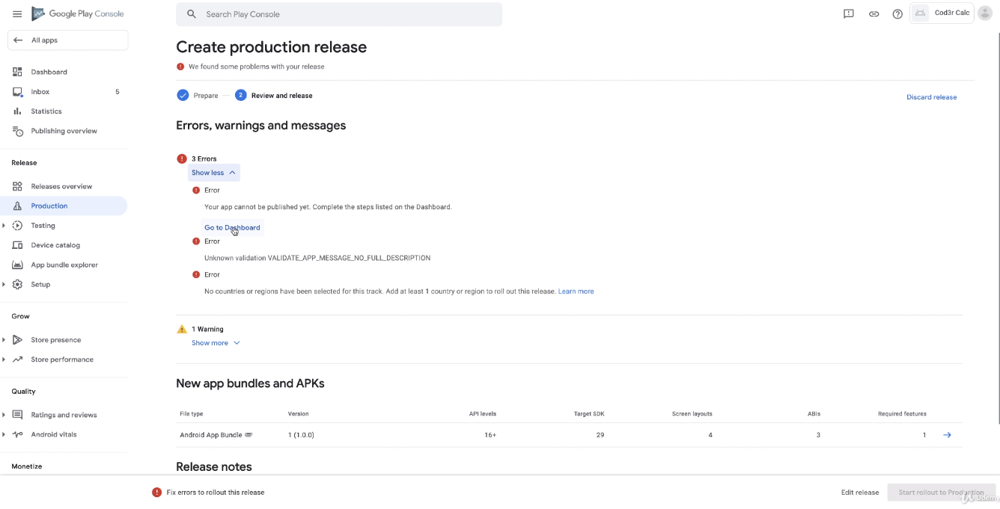 Google Play Console
Search Play Console
Cod3r Calc
All apps
Dashboard
Inbox 5
Statistics
Publishing overview
Release
Releases overview
Production
Testing
Device catalog
App bundle explorer
Setup
Grow
Store presence
Store performance
Quality
Ratings and reviews
Android vitals
Monetize
Create production release
We found some problems with your release
Prepare — 2 Review and release
Discard release
Errors, warnings and messages
3 Errors
Show less
Error
Your app cannot be published yet. Complete the steps listed on the Dashboard.
Go to Dashboard
Error
Unknown validation VALIDATE_APP_MESSAGE_NO_FULL_DESCRIPTION
Error
No countries or regions have been selected for this track. Add at least 1 country or region to roll out this release. Learn more
1 Warning
Show more
New app bundles and APKs
File type Version API levels Target SDK Screen layouts ABIs Required features
Android App Bundle 1 (1.0.0) 16+ 29 4 3 1
Release notes
Fix errors to rollout this release
Edit release
Start rollout to Production
Udemy